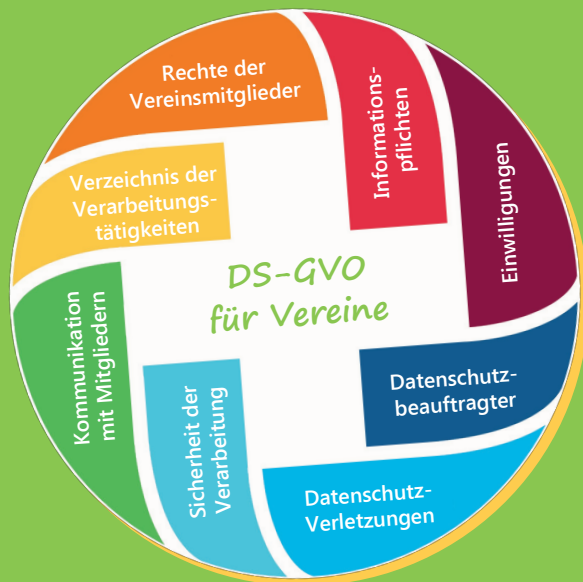 Rechte der
Vereinsmitglieder
Informations-
pflichten
Einwilligungen
Verzeichnis der
Verarbeitungs-
tätigkeiten
DS-GVO
für Vereine
Kommunikation
mit Mitgliedern
Sicherheit der
Verarbeitung
Datenschutz-
beauftragter
Datenschutz-
Verletzungen